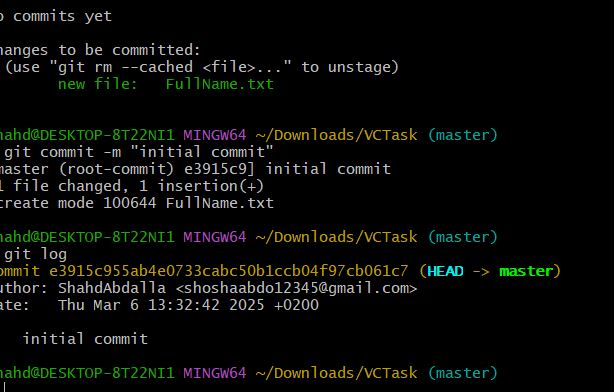 o commits yet
hanges to be committed:
(use "git rm --cached <file>..." to unstage)
new file:   FullName.txt
hahd@DESKTOP-8T22NI1 MINGW64 ~/Downloads/VCTask (master)
git commit -m "initial commit"
master (root-commit) e3915c9] initial commit
1 file changed, 1 insertion(+)
create mode 100644 FullName.txt
hahd@DESKTOP-8T22NI1 MINGW64 ~/Downloads/VCTask (master)
git log
ommit e3915c955ab4e0733cabc50b1ccb04f97cb061c7 (HEAD -> master)
uthor: ShahdAbdalla <shoshaabdo12345@gmail.com>
ate:   Thu Mar 6 13:32:42 2025 +0200
initial commit
hahd@DESKTOP-8T22NI1 MINGW64 ~/Downloads/VCTask (master)